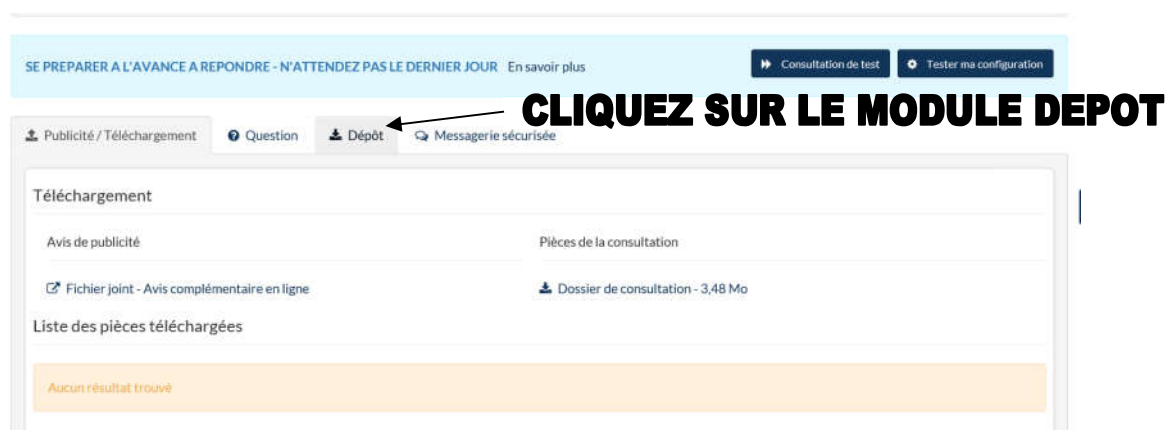 SE PREPARER A L'AVANCE A REPONDRE - N'ATTENDEZ PAS LE DERNIER JOUR En savoir plus
Consultation de test
Tester ma configuration
CLIQUEZ SUR LE MODULE DEPOT
Publicité / Téléchargement
Question
Dépôt
Messagerie sécurisée
Téléchargement
Avis de publicité
Pièces de la consultation
Fichier joint - Avis complémentaire en ligne
Dossier de consultation - 3,48 Mo
Liste des pièces téléchargées
Aucun résultat trouvé